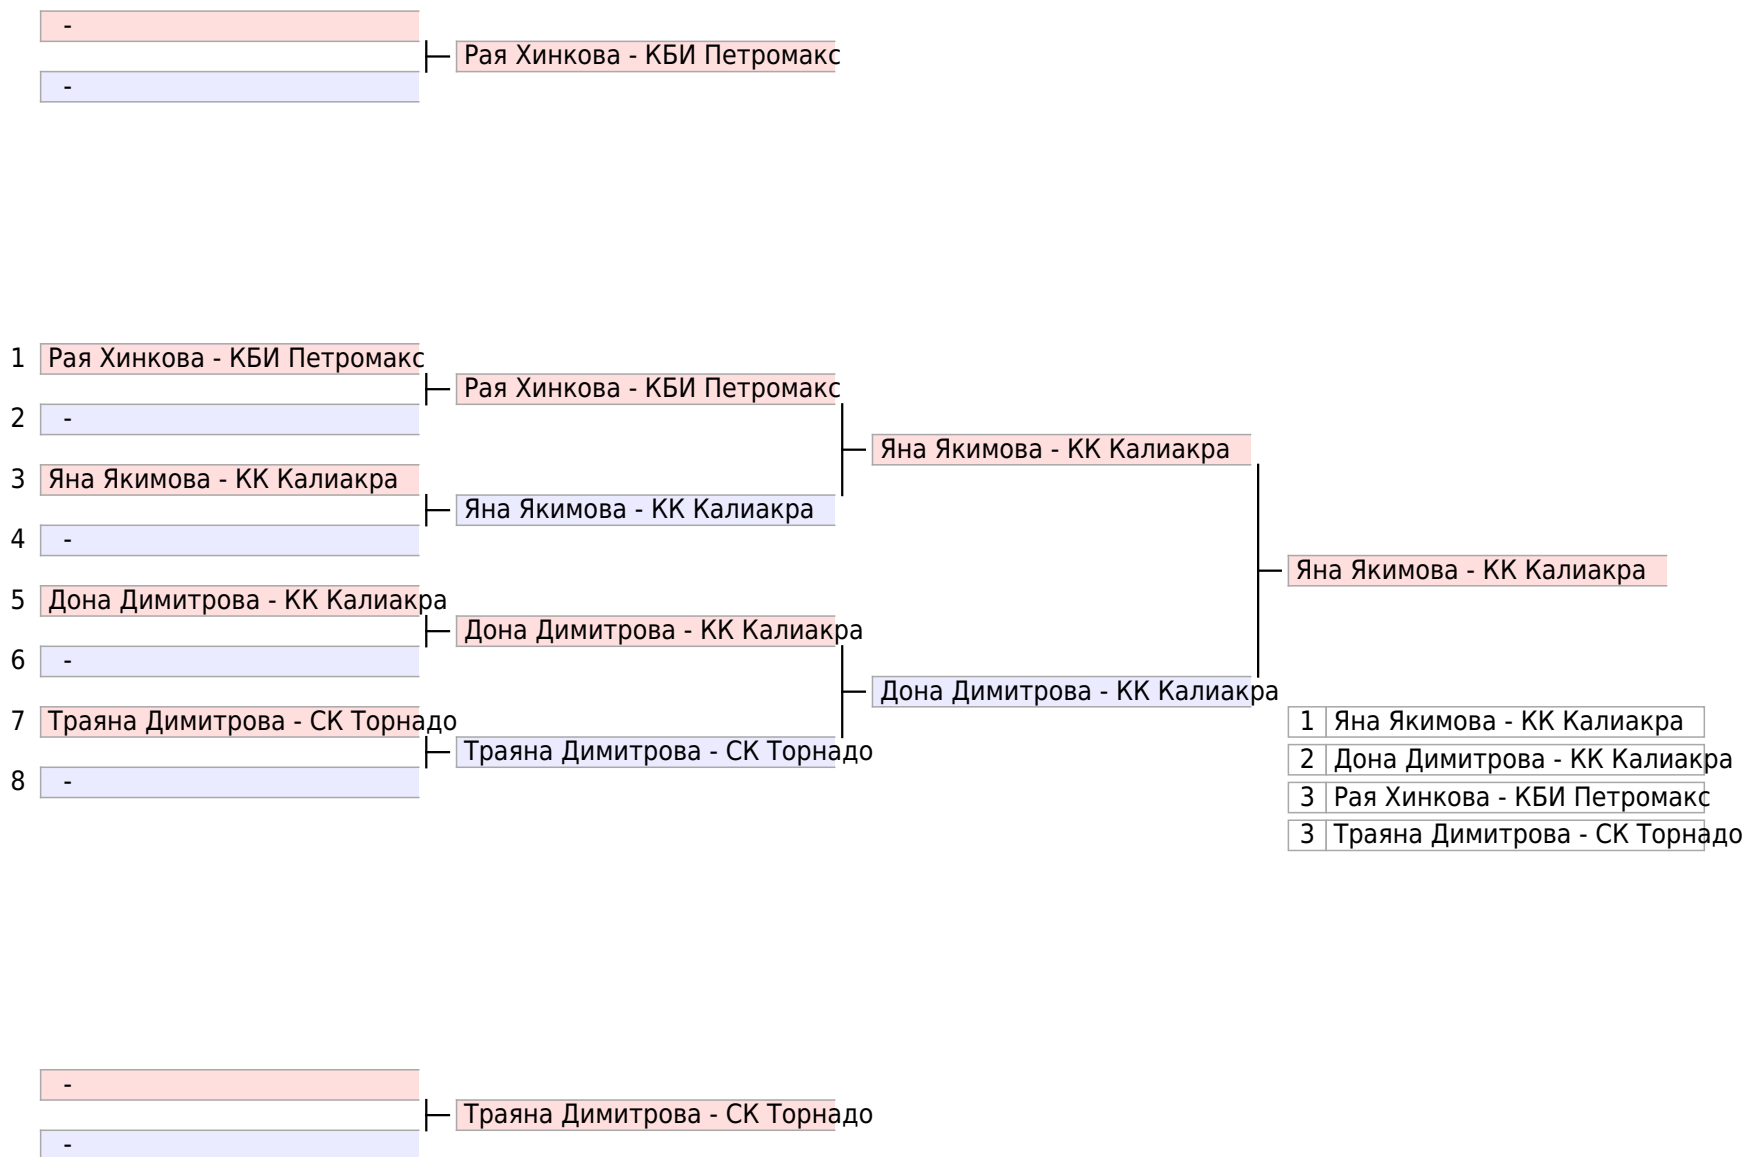 -
Рая Хинкова - КБИ Петромакс
-
1 Рая Хинкова - КБИ Петромакс
Рая Хинкова - КБИ Петромакс
2 -
Яна Якимова - КК Калиакра
3 Яна Якимова - КК Калиакра
Яна Якимова - КК Калиакра
4 -
Яна Якимова - КК Калиакра
5 Дона Димитрова - КК Калиакра
Дона Димитрова - КК Калиакра
6 -
Дона Димитрова - КК Калиакра
7 Траяна Димитрова - СК Торнадо
1 Яна Якимова - КК Калиакра
Траяна Димитрова - СК Торнадо
2 Дона Димитрова - КК Калиакра
8 -
3 Рая Хинкова - КБИ Петромакс
3 Траяна Димитрова - СК Торнадо
-
Траяна Димитрова - СК Торнадо
-